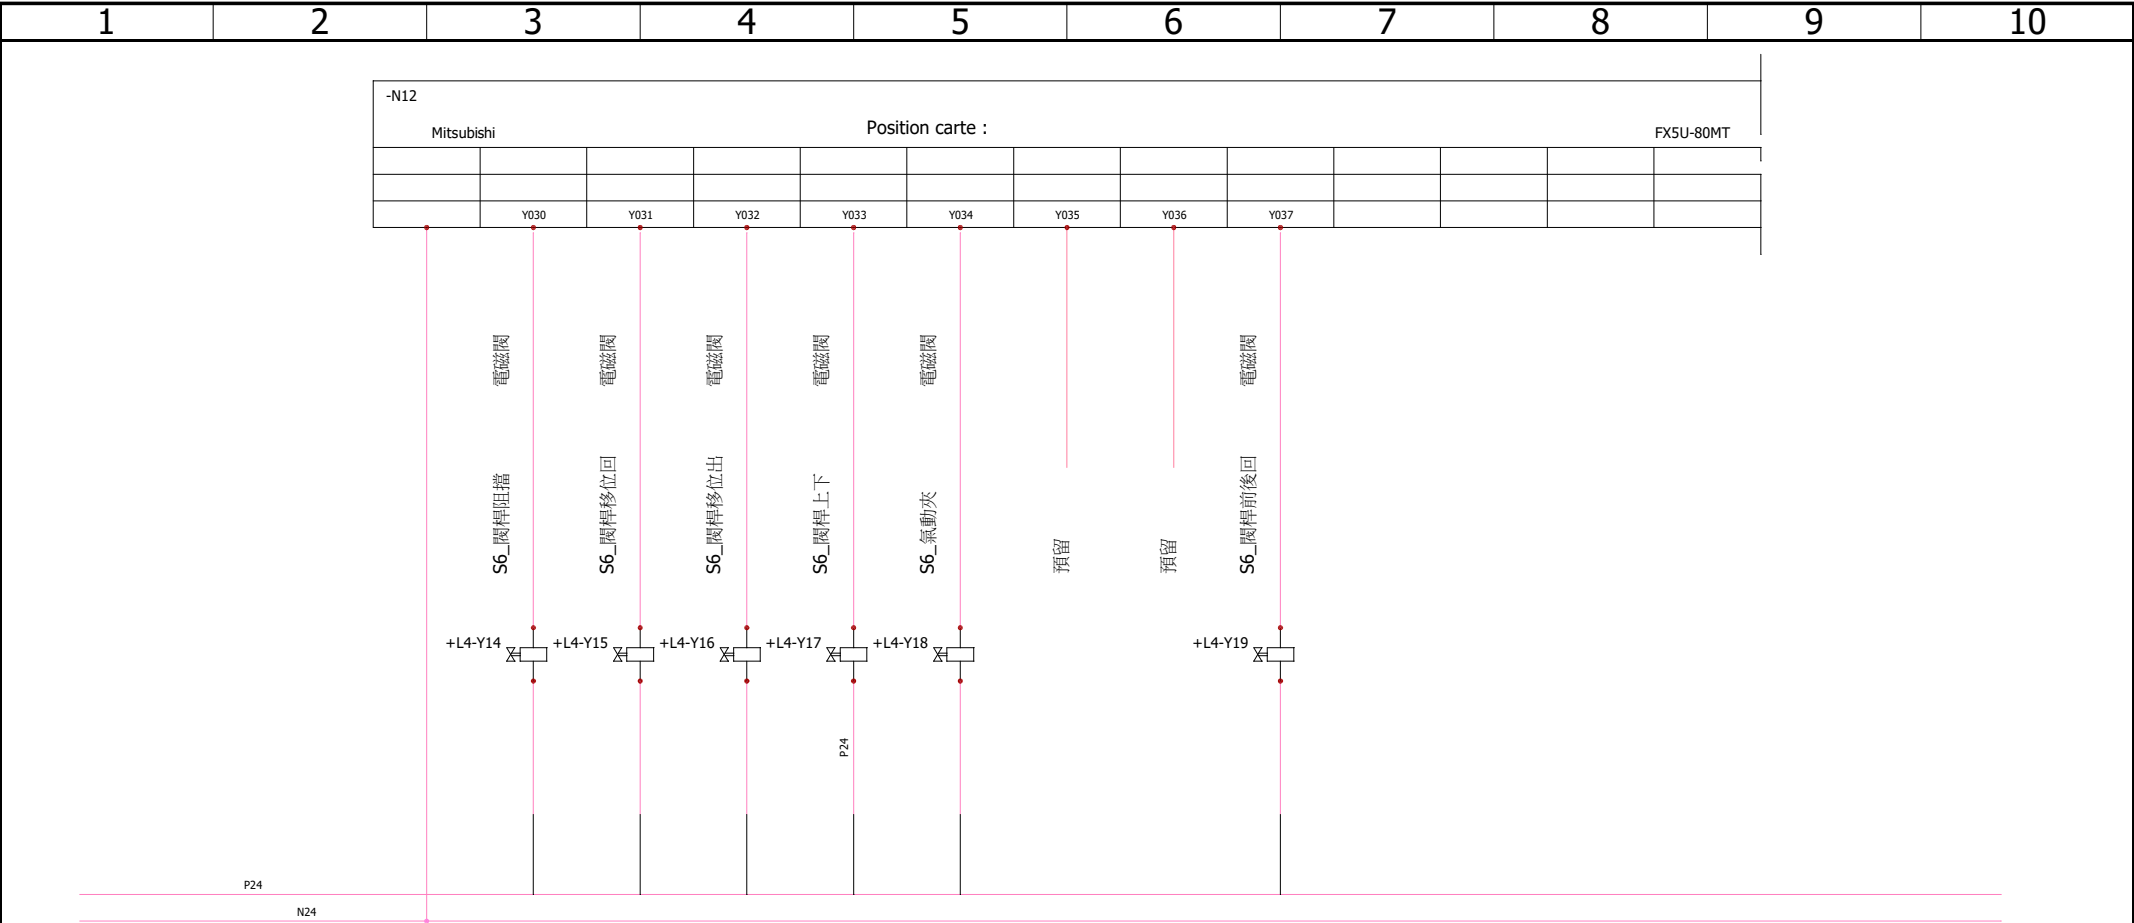 1 2 3 4 5 6 7 8 9 10
-N12
Mitsubishi Position carte : FX5U-80MT
Y030 Y031 Y032 Y033 Y034 Y035 Y036 Y037
S6_閥桿阻擋 電磁閥
S6_閥桿移位回 電磁閥
S6_閥桿移位出 電磁閥
S6_閥桿上下 電磁閥
S6_氣動夾 電磁閥
預留
預留
S6_閥桿前後回 電磁閥
+L4-Y14 +L4-Y15 +L4-Y16 +L4-Y17 +L4-Y18 +L4-Y19
P24
P24
N24